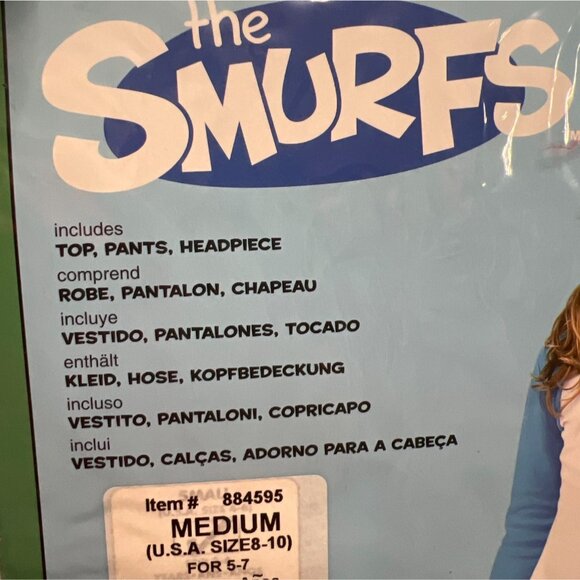 the
SMURFS
includes
TOP, PANTS, HEADPIECE
comprend
ROBE, PANTALON, CHAPEAU
incluye
VESTIDO, PANTALONES, TOCADO
enthält
KLEID, HOSE, KOPFBEDECKUNG
incluso
VESTITO, PANTALONI, COPRICAPO
inclui
VESTIDO, CALÇAS, ADORNO PARA A CABEÇA
Item # 884595
MEDIUM
(U.S.A. SIZE8-10)
FOR 5-7